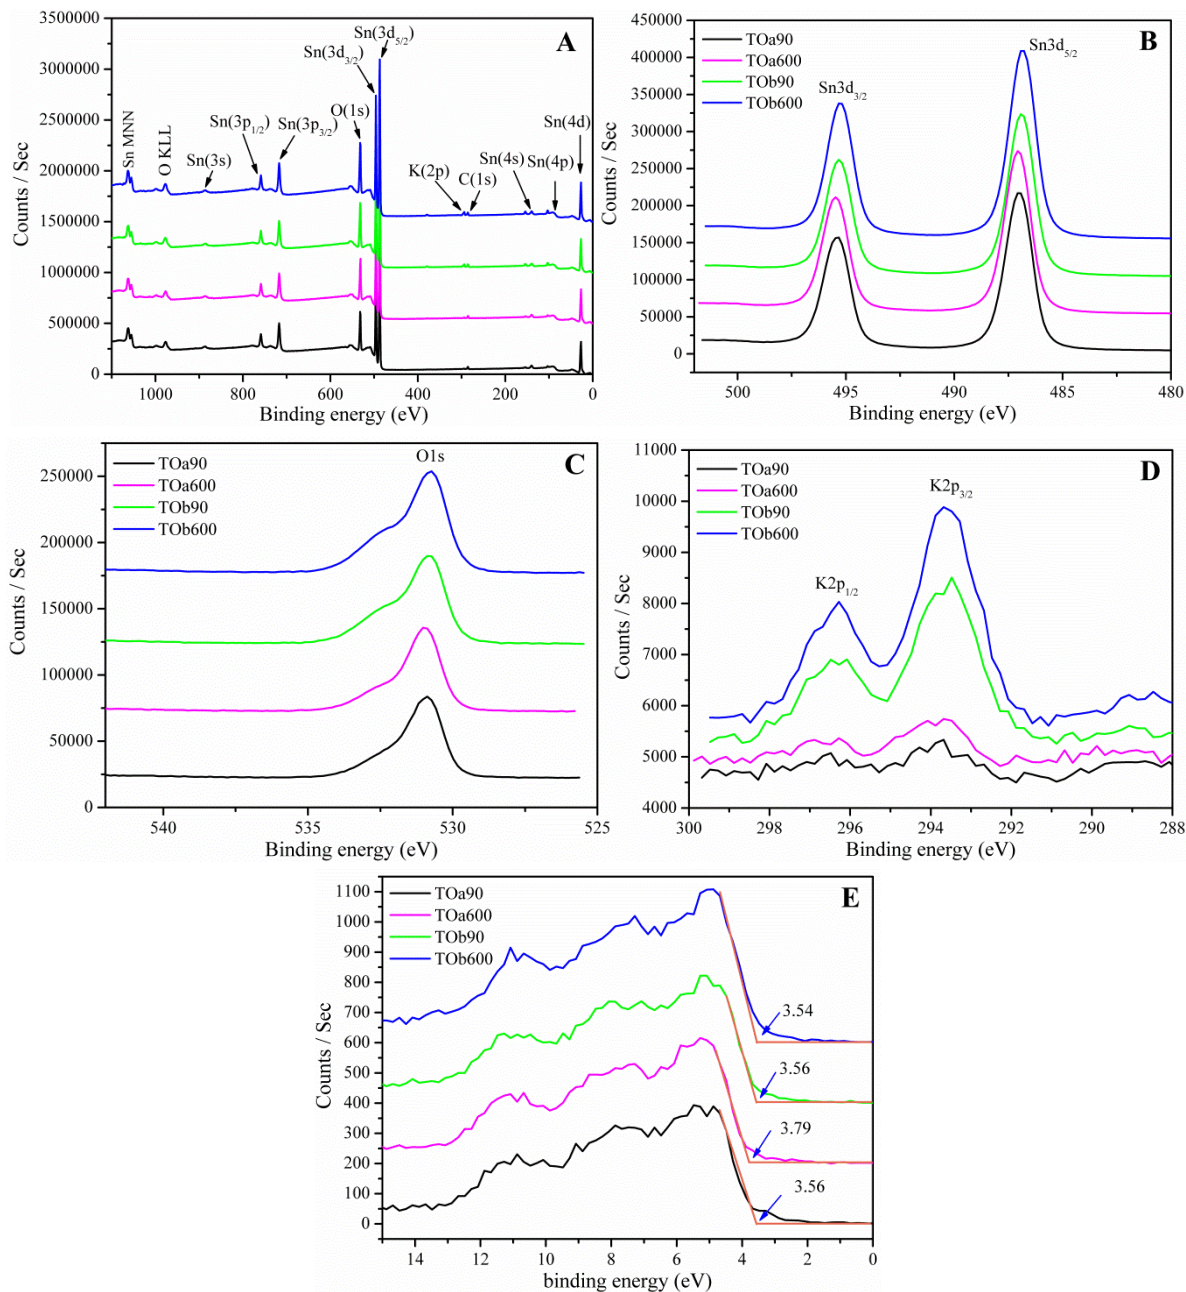 A
3500000
3000000
2500000
2000000
1500000
1000000
500000
0
Counts / Sec
Sn MNN
O KLL
Sn(3s)
Sn(3p1/2)
Sn(3p3/2)
O(1s)
Sn(3d3/2)
Sn(3d5/2)
K(2p)
C(1s)
Sn(4s)
Sn(4p)
Sn(4d)
1000 800 600 400 200 0
Binding energy (eV)
B
TOa90
TOa600
TOb90
TOb600
Sn3d3/2
Sn3d5/2
450000
400000
350000
300000
250000
200000
150000
100000
50000
0
Counts / Sec
500 495 490 485 480
Binding energy (eV)
C
TOa90
TOa600
TOb90
TOb600
O1s
250000
200000
150000
100000
50000
0
Counts / Sec
540 535 530 525
Binding energy (eV)
D
TOa90
TOa600
TOb90
TOb600
K2p1/2
K2p3/2
11000
10000
9000
8000
7000
6000
5000
4000
Counts / Sec
300 298 296 294 292 290 288
Binding energy (eV)
E
TOa90
TOa600
TOb90
TOb600
3.54
3.56
3.79
3.56
1100
1000
900
800
700
600
500
400
300
200
100
0
Counts / Sec
14 12 10 8 6 4 2 0
binding energy (eV)